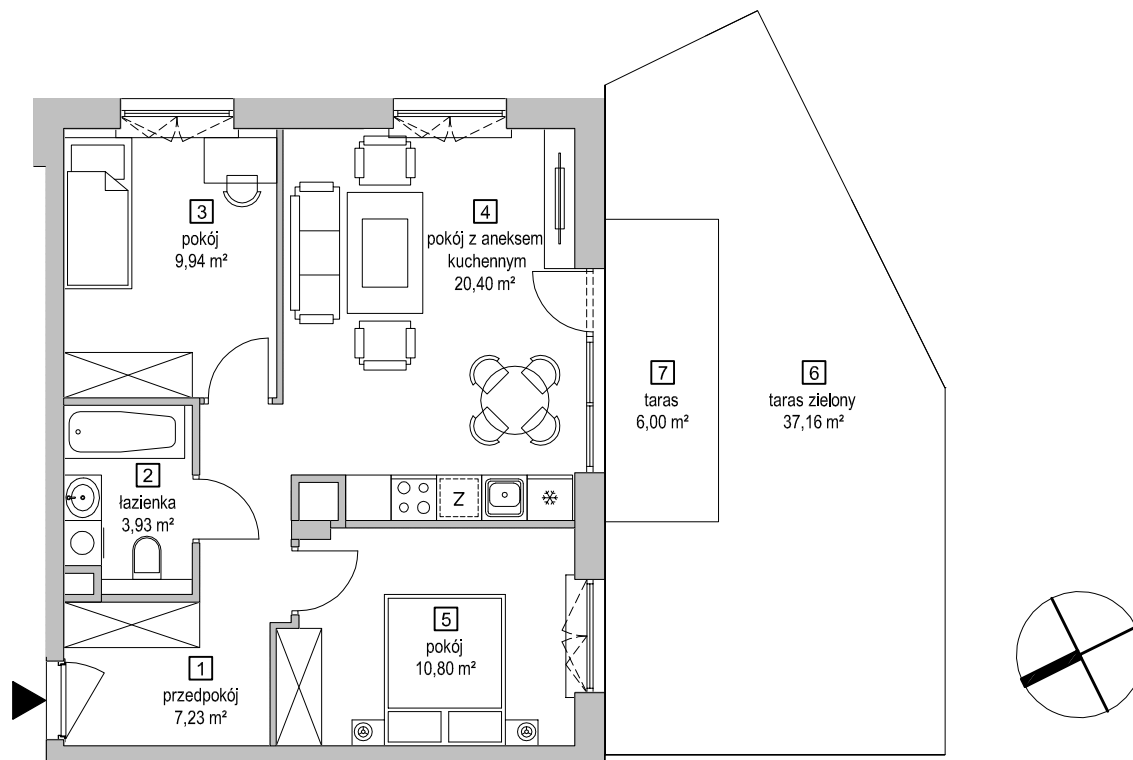 3
pokój
9,94 m²
4
pokój z aneksem
kuchennym
20,40 m²
7
taras
6,00 m²
6
taras zielony
37,16 m²
2
łazienka
3,93 m²
Z
5
pokój
10,80 m²
1
przedpokój
7,23 m²